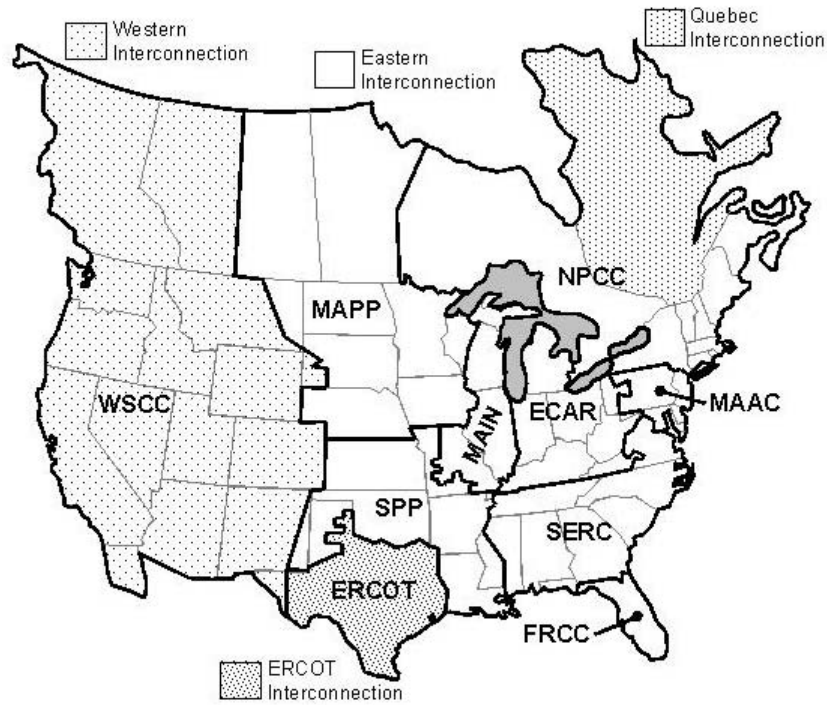 Western
Interconnection
Eastern
Interconnection
Quebec
Interconnection
NPCC
MAPP
WSCC
MAIN
ECAR
MAAC
SPP
SERC
ERCOT
FRCC
ERCOT
Interconnection